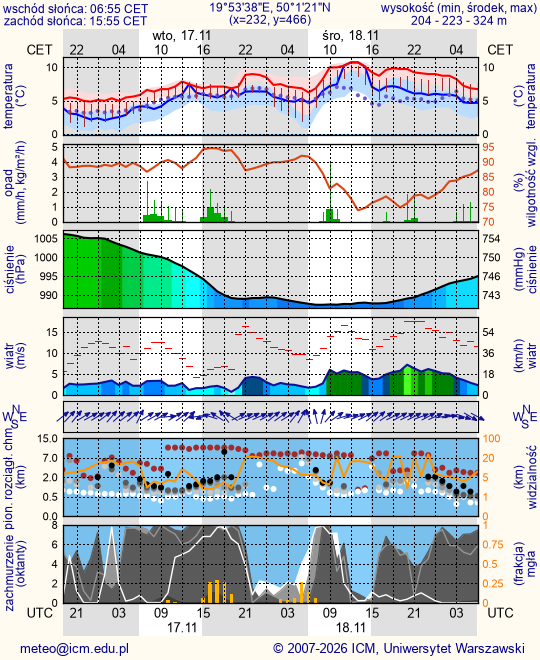 wschód słońca: 06:55 CET
zachód słońca: 15:55 CET
19°53'38"E, 50°1'21"N
(x=232, y=466)
wysokość (min, środek, max)
204 - 223 - 324 m
wto, 17.11 śro, 18.11
CET 22 04 10 16 22 04 10 16 22 04 CET
temperatura
(°C)
10
5
0
10
5
0
(°C)
temperatura
opad
(mm/h, kg/m²/h)
5
4
3
2
1
0
95
90
85
80
75
70
(%)
wilgotność wzgl.
ciśnienie
(hPa)
1005
1000
995
990
754
750
746
743
(mmHg)
ciśnienie
wiatr
(m/s)
15
10
5
0
54
36
18
0
(km/h)
wiatr
N
W E
S
N
W E
S
pion. rozciągł. chm.
(km)
15.0
7.0
2.0
1.0
0.5
0.0
100
20
10
5
1
0
(km)
widzialność
zachmurzenie
(oktanty)
8
6
4
2
0
1
0.75
0.5
0.25
0
(frakcja)
mgła
UTC 21 03 09 15 21 03 09 15 21 03 UTC
17.11 18.11
meteo@icm.edu.pl
© 2007-2026 ICM, Uniwersytet Warszawski